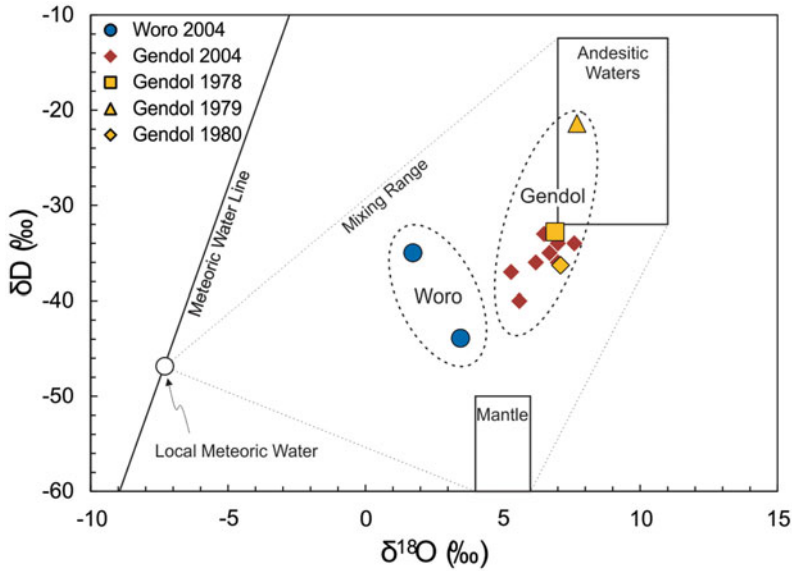 -10
-20
-30
-40
-50
-60
-10
-5
0
5
10
15
δD (‰)
δ18O (‰)
Woro 2004
Gendol 2004
Gendol 1978
Gendol 1979
Gendol 1980
Meteoric Water Line
Mixing Range
Andesitic
Waters
Gendol
Woro
Mantle
Local Meteoric Water